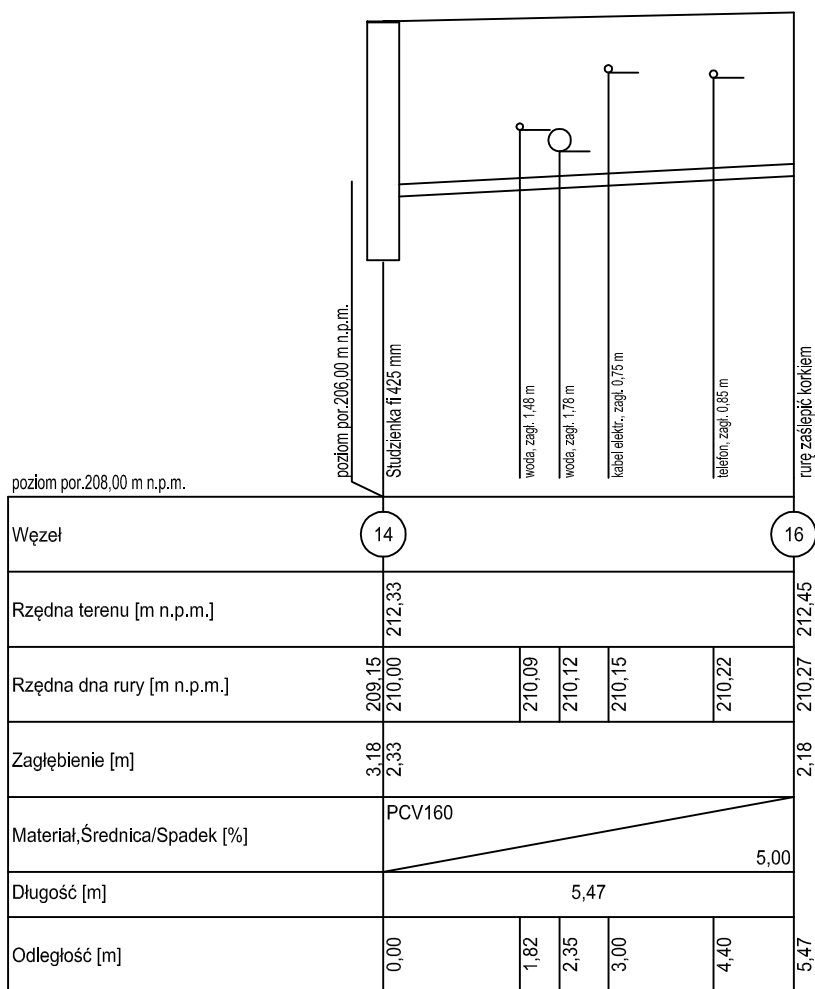 poziom por.206,00 m n.p.m.
Studzienka fi 425 mm
woda, zagł. 1,48 m
woda, zagł. 1,78 m
kabel elektr., zagł. 0,75 m
telefon, zagł. 0,85 m
rurę zaślepić korkiem
poziom por.208,00 m n.p.m.
Węzeł 14 16
Rzędna terenu [m n.p.m.] 212,33 212,45
Rzędna dna rury [m n.p.m.] 209,15 210,00 210,09 210,12 210,15 210,22 210,27
Zagłębienie [m] 3,18 2,33 2,18
Materiał,Średnica/Spadek [%] PCV160 5,00
Długość [m] 5,47
Odległość [m] 0,00 1,82 2,35 3,00 4,40 5,47